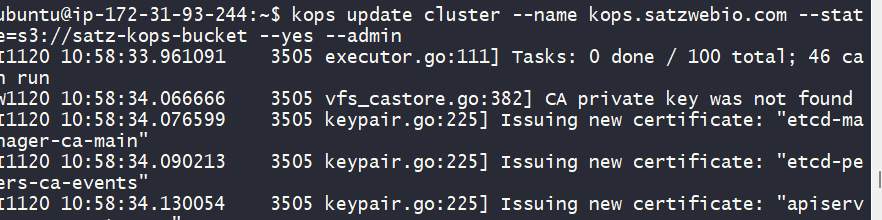 ubuntu@ip-172-31-93-244:~$ kops update cluster --name kops.satzwebio.com --stat
e=s3://satz-kops-bucket --yes --admin
I1120 10:58:33.961091    3505 executor.go:111] Tasks: 0 done / 100 total; 46 ca
n run
W1120 10:58:34.066666    3505 vfs_castore.go:382] CA private key was not found
I1120 10:58:34.076599    3505 keypair.go:225] Issuing new certificate: "etcd-ma
nager-ca-main"
I1120 10:58:34.090213    3505 keypair.go:225] Issuing new certificate: "etcd-pe
ers-ca-events"
I1120 10:58:34.130054    3505 keypair.go:225] Issuing new certificate: "apiserv